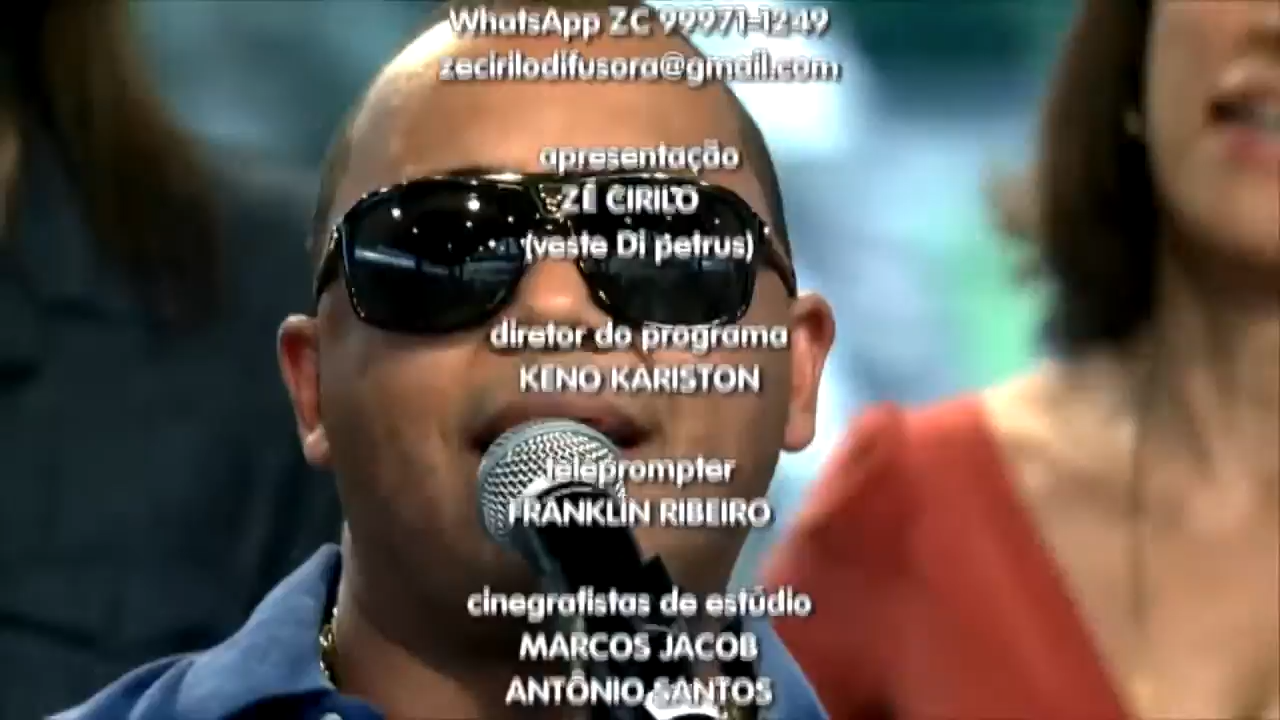 WhatsApp ZC 99971-1249
zecirilodifusora@gmail.com
apresentação
ZÉ CIRILO
(veste Di petrus)
diretor do programa
KENO KARISTON
teleprompter
FRANKLIN RIBEIRO
cinegrafistas de estúdio
MARCOS JACOB
ANTÔNIO SANTOS